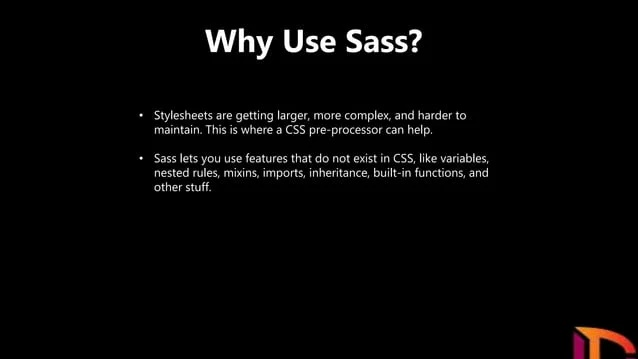 Why Use Sass?
• Stylesheets are getting larger, more complex, and harder to
maintain. This is where a CSS pre-processor can help.
• Sass lets you use features that do not exist in CSS, like variables,
nested rules, mixins, imports, inheritance, built-in functions, and
other stuff.